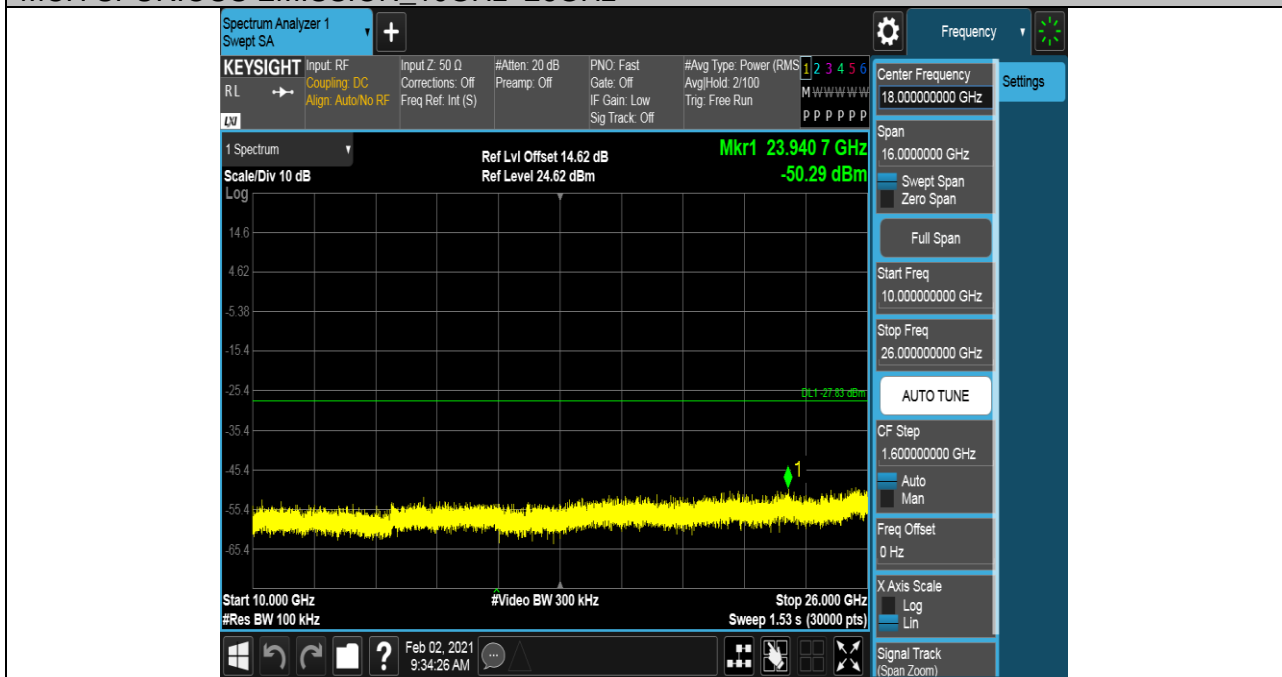 Spectrum Analyzer 1
Swept SA
Frequency
KEYSIGHT
RL
LXI
Input: RF
Coupling: DC
Align: Auto/No RF
Input Z: 50 Ω
Corrections: Off
Freq Ref: Int (S)
#Atten: 20 dB
Preamp: Off
PNO: Fast
Gate: Off
IF Gain: Low
Sig Track: Off
#Avg Type: Power (RMS
Avg|Hold: 2/100
Trig: Free Run
1 2 3 4 5 6
M W W W W W
P P P P P P
1 Spectrum
Scale/Div 10 dB
Log
Ref Lvl Offset 14.62 dB
Ref Level 24.62 dBm
Mkr1 23.940 7 GHz
-50.29 dBm
14.6
4.62
-5.38
-15.4
-25.4
-35.4
-45.4
-55.4
-65.4
DL1 -27.83 dBm
1
Start 10.000 GHz
#Res BW 100 kHz
#Video BW 300 kHz
Stop 26.000 GHz
Sweep 1.53 s (30000 pts)
Feb 02, 2021
9:34:26 AM
Center Frequency
18.000000000 GHz
Span
16.0000000 GHz
Swept Span
Zero Span
Full Span
Start Freq
10.000000000 GHz
Stop Freq
26.000000000 GHz
AUTO TUNE
CF Step
1.600000000 GHz
Auto
Man
Freq Offset
0 Hz
X Axis Scale
Log
Lin
Signal Track
(Span Zoom)
Settings